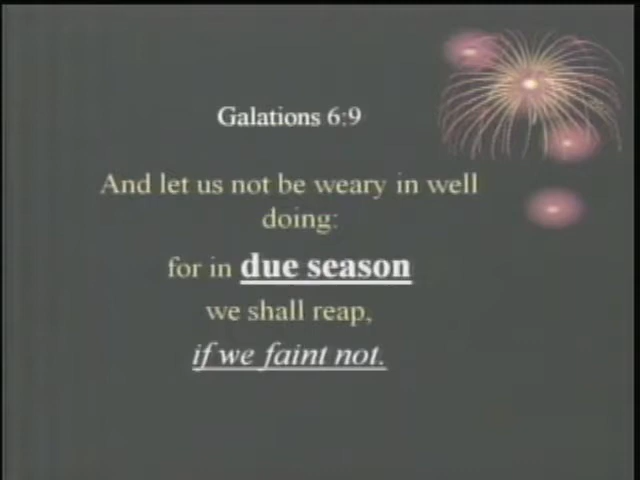 Galations 6:9
And let us not be weary in well
doing:
for in due season
we shall reap,
if we faint not.